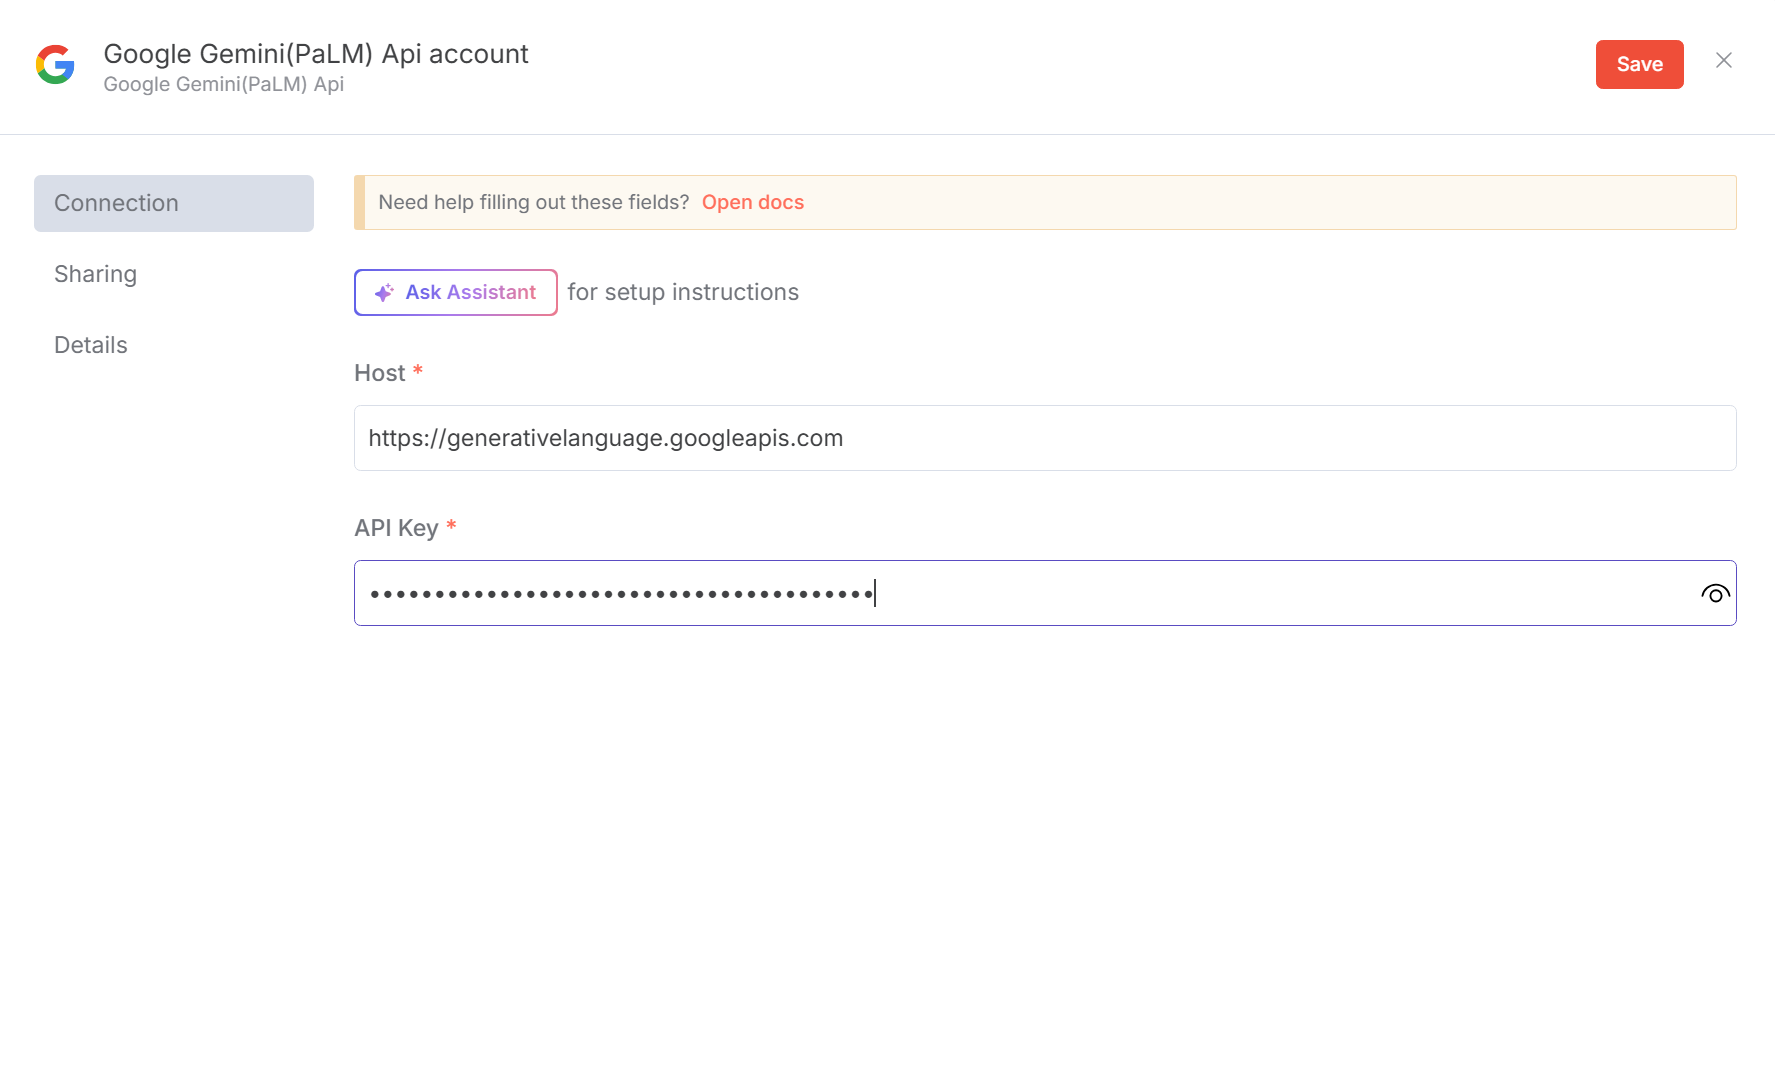 Google Gemini(PaLM) Api account
Google Gemini(PaLM) Api
Save
Connection
Sharing
Details
Need help filling out these fields? Open docs
Ask Assistant for setup instructions
Host *
https://generativelanguage.googleapis.com
API Key *
•••••••••••••••••••••••••••••••••••••••